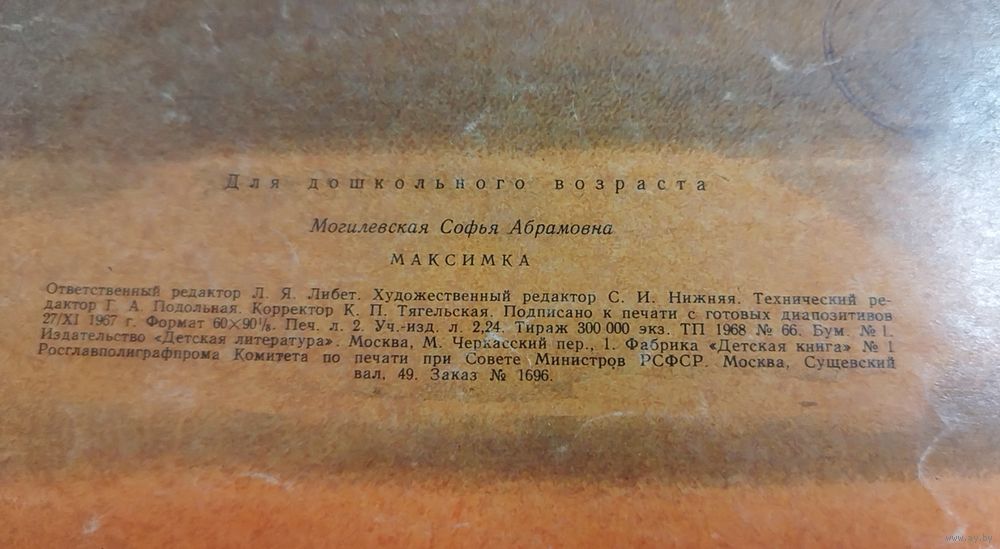 Для дошкольного возраста
Могилевская Софья Абрамовна
МАКСИМКА
Ответственный редактор Л. Я. Либет. Художественный редактор С. И. Нижняя. Технический ре-
дактор Г. А. Подольная. Корректор К. П. Тягельская. Подписано к печати с готовых диапозитивов
27/XI 1967 г. Формат 60×90¹/₈. Печ. л. 2. Уч.-изд. л. 2,24. Тираж 300 000 экз. ТП 1968 № 66. Бум. № 1.
Издательство «Детская литература». Москва, М. Черкасский пер., 1. Фабрика «Детская книга» № 1
Росглавполиграфпрома Комитета по печати при Совете Министров РСФСР. Москва, Сущевский
вал, 49. Заказ № 1696.
www.ay.by